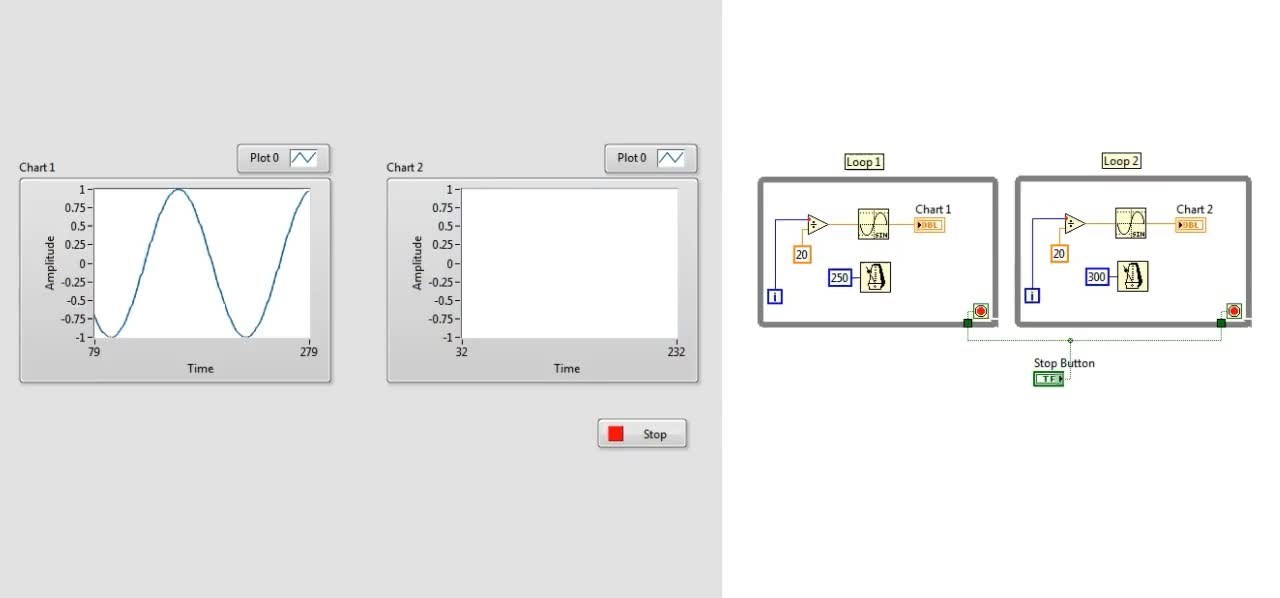 Plot 0
Chart 1
1
0.75
0.5
0.25
0
-0.25
-0.5
-0.75
-1
Amplitude
79
279
Time
Plot 0
Chart 2
1
0.75
0.5
0.25
0
-0.25
-0.5
-0.75
-1
Amplitude
32
232
Time
Stop
Loop 1
Chart 1
÷
SIN
DBL
20
250
i
Loop 2
Chart 2
÷
SIN
DBL
20
300
i
Stop Button
TF